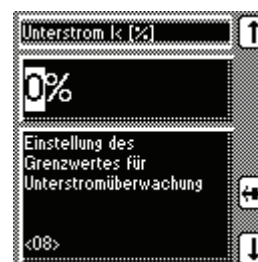 Unterstrom I< [%]
0%
Einstellung des
Grenzwertes für
Unterstromüberwachung
<08>